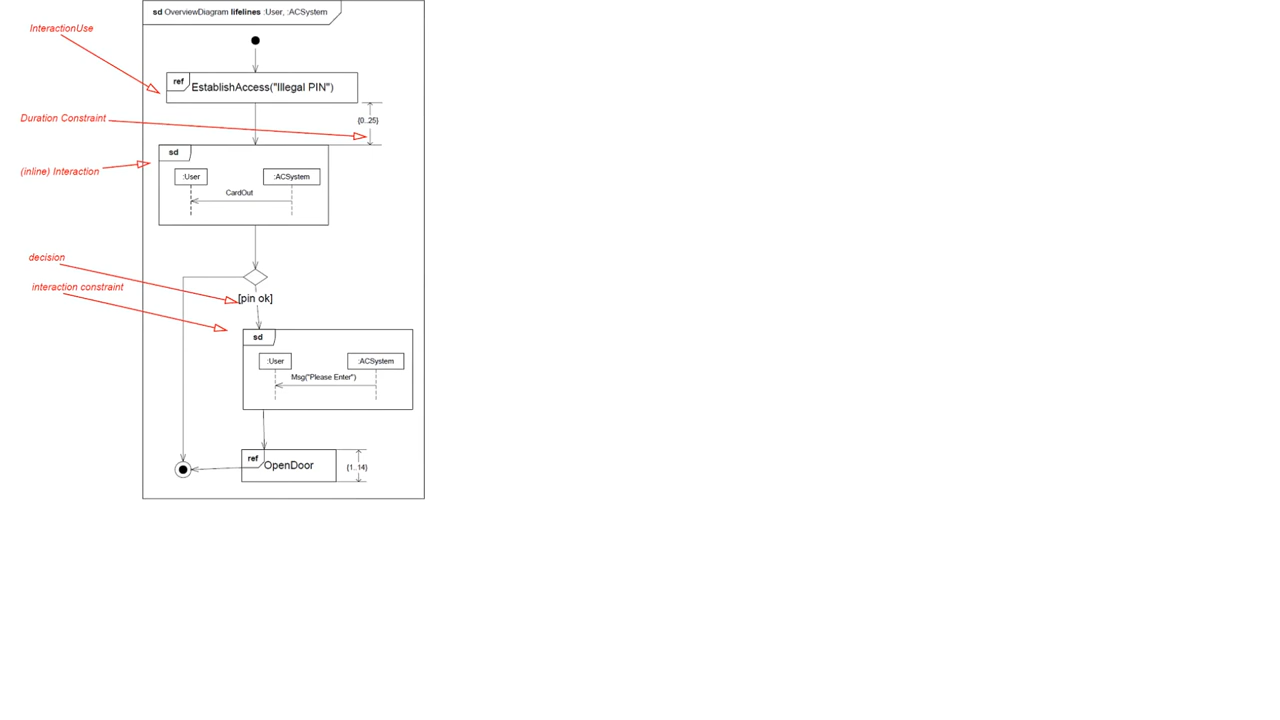 sd OverviewDiagram lifelines :User, :ACSystem
InteractionUse
ref
EstablishAccess("Illegal PIN")
Duration Constraint
{0..25}
sd
(inline) Interaction
:User
:ACSystem
CardOut
decision
interaction constraint
[pin ok]
sd
:User
:ACSystem
Msg("Please Enter")
ref
OpenDoor
{1..14}